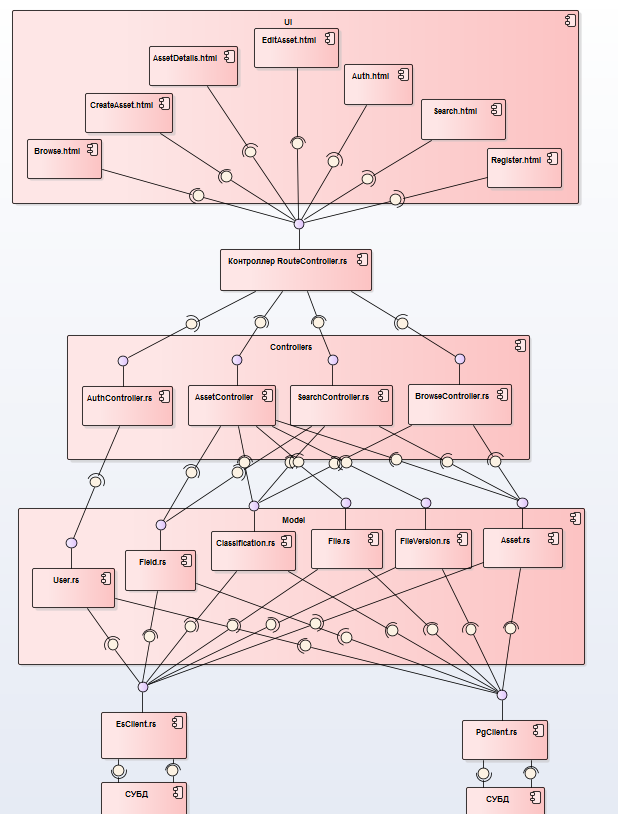 UI
EditAsset.html
AssetDetails.html
Auth.html
CreateAsset.html
Search.html
Browse.html
Register.html
Контроллер RouteController.rs
Controllers
AuthController.rs
AssetController
SearchController.rs
BrowseController.rs
Model
Classification.rs
File.rs
FileVersion.rs
Asset.rs
Field.rs
User.rs
EsClient.rs
PgClient.rs
СУБД
СУБД